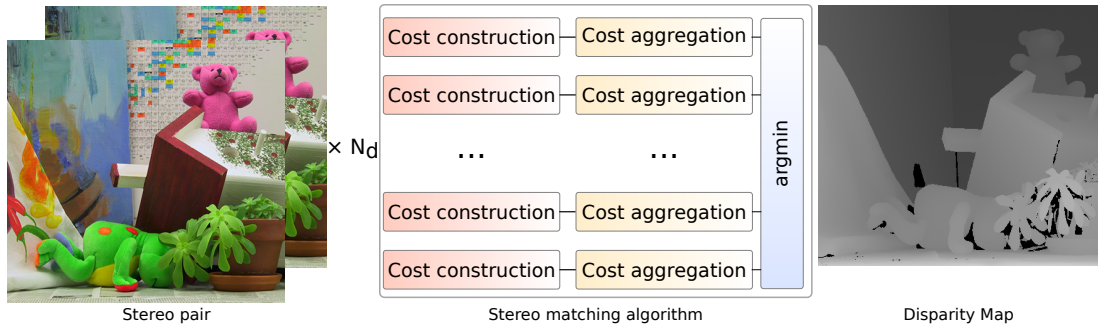 × Nd
Cost construction
Cost aggregation
Cost construction
Cost aggregation
...
...
Cost construction
Cost aggregation
Cost construction
Cost aggregation
argmin
Stereo pair
Stereo matching algorithm
Disparity Map